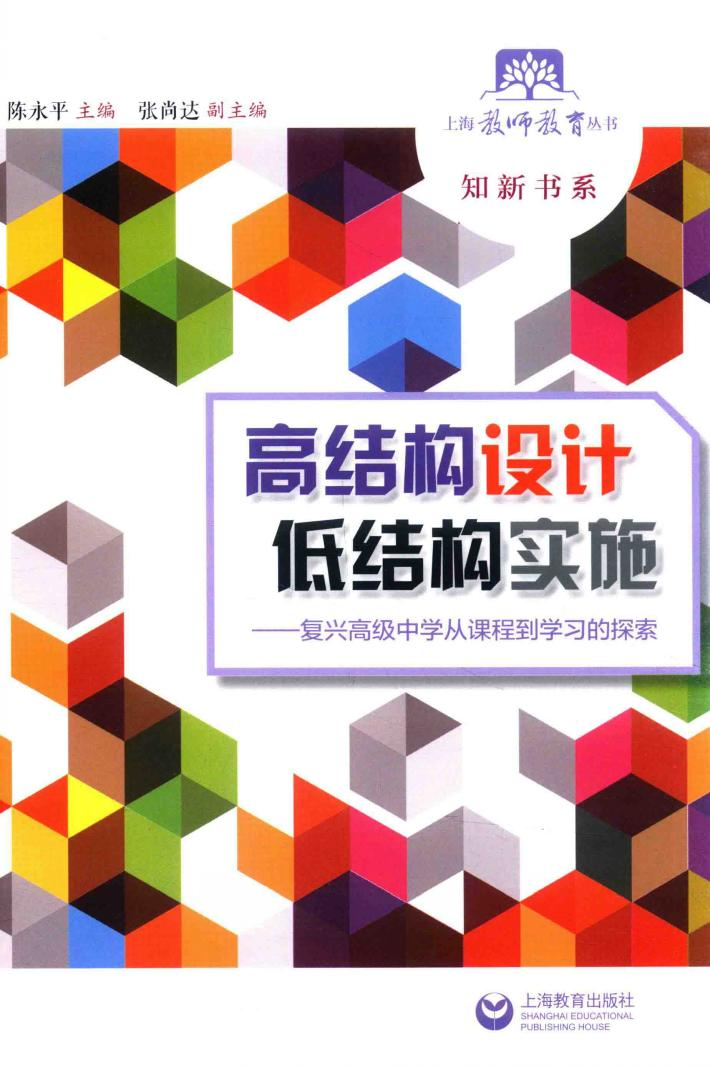 陈永平 主编 张尚达 副主编
上海教师教育丛书
知新书系
高结构设计
低结构实施
——复兴高级中学从课程到学习的探索
上海教育出版社
SHANGHAI EDUCATIONAL
PUBLISHING HOUSE